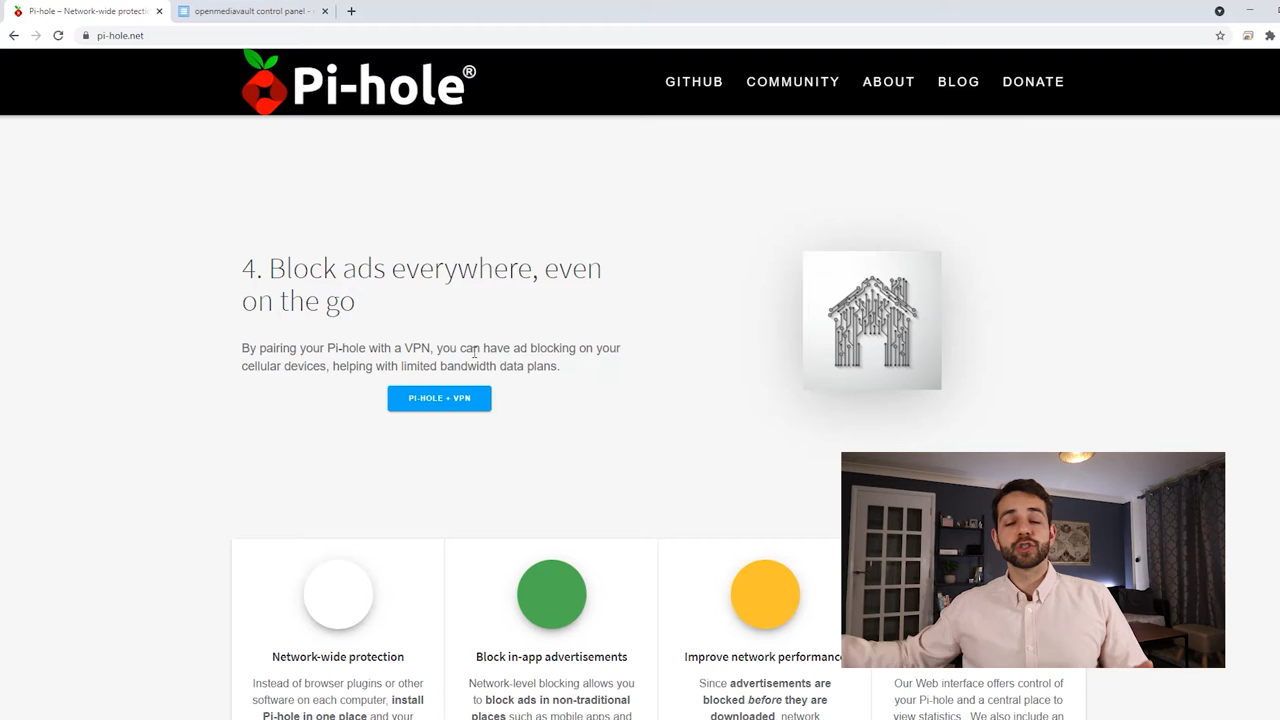 Pi-hole – Network-wide protectio
openmediavault control panel -
pi-hole.net
Pi-hole®
GITHUB COMMUNITY ABOUT BLOG DONATE
4. Block ads everywhere, even
on the go
By pairing your Pi-hole with a VPN, you can have ad blocking on your
cellular devices, helping with limited bandwidth data plans.
PI-HOLE + VPN
Network-wide protection
Instead of browser plugins or other
software on each computer, install
Pi-hole in one place and your
Block in-app advertisements
Network-level blocking allows you
to block ads in non-traditional
places such as mobile apps and
Improve network performance
Since advertisements are
blocked before they are
downloaded, network
Our Web interface offers control of
your Pi-hole and a central place to
view statistics. We also include an